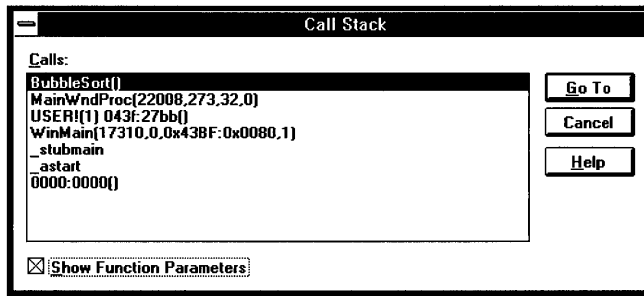 Call Stack
Calls:
BubbleSort()
MainWndProc(22008,273,32,0)
USER!(1) 043f:27bb()
WinMain(17310,0,0x43BF:0x0080,1)
_stubmain
_astart
0000:0000()
Go To
Cancel
Help
Show Function Parameters